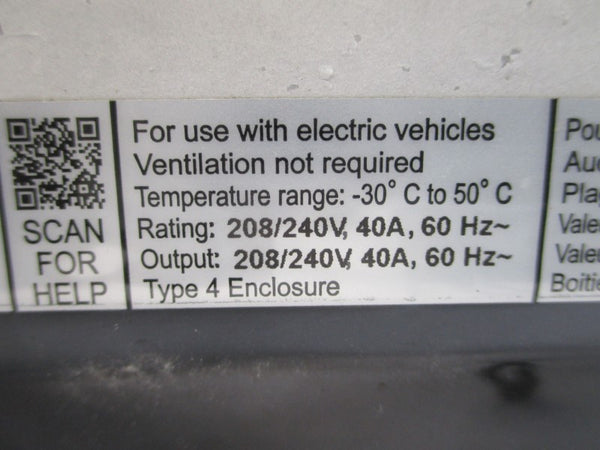 For use with electric vehicles
Ventilation not required
Temperature range: -30° C to 50° C
Rating: 208/240V, 40A, 60 Hz~
Output: 208/240V, 40A, 60 Hz~
Type 4 Enclosure
SCAN
FOR
HELP